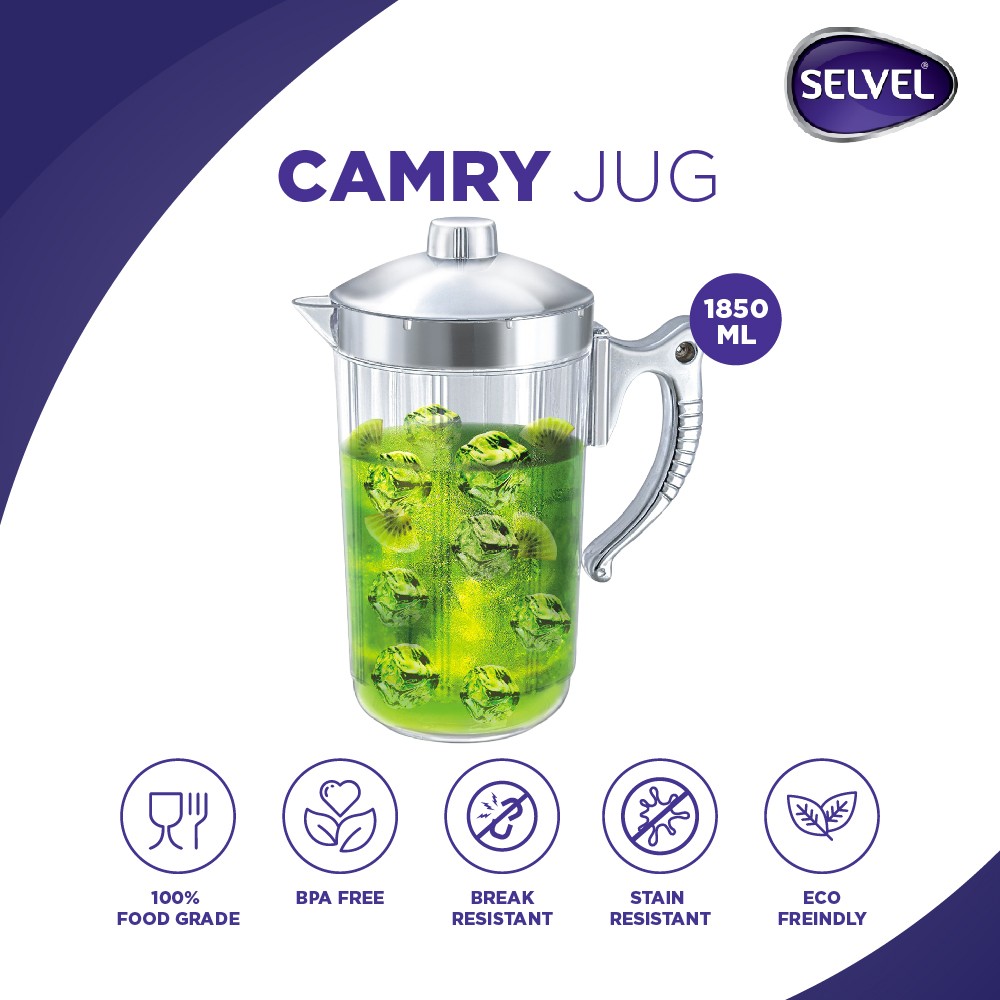 SELVEL®
CAMRY JUG
1850
ML
100%
FOOD GRADE
BPA FREE
BREAK
RESISTANT
STAIN
RESISTANT
ECO
FREINDLY